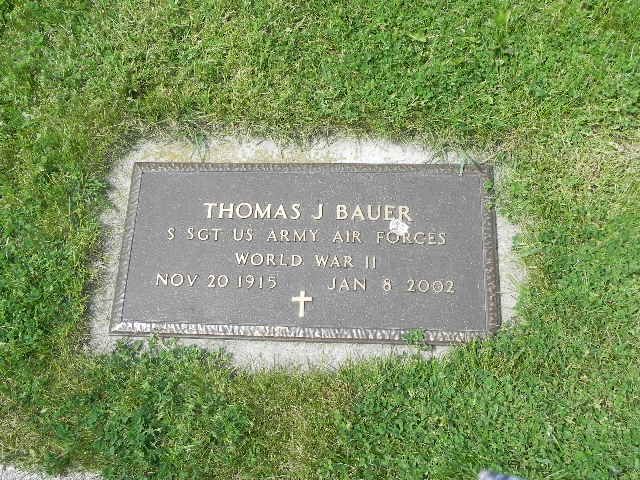 THOMAS J BAUER
S SGT US ARMY AIR FORCES
WORLD WAR II
NOV 20 1915 JAN 8 2002